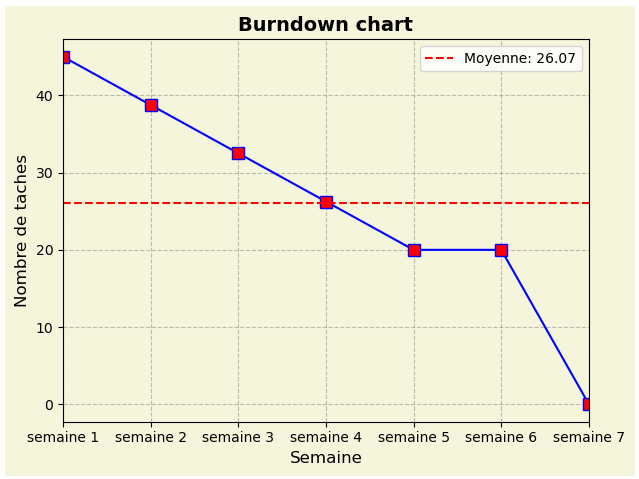 Burndown chart
Moyenne: 26.07
Nombre de taches
40
30
20
10
0
semaine 1 semaine 2 semaine 3 semaine 4 semaine 5 semaine 6 semaine 7
Semaine